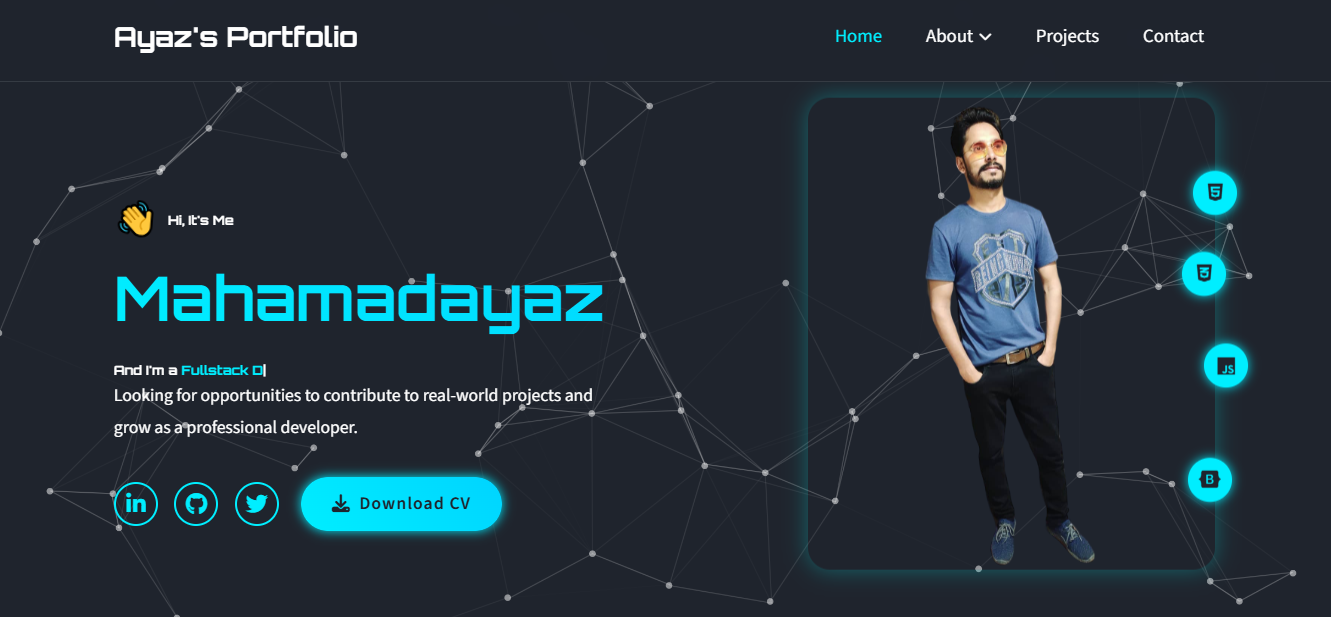 Ayaz's Portfolio
Home About Projects Contact
Hi, It's Me
Mahamadayaz
And I'm a Fullstack D|
Looking for opportunities to contribute to real-world projects and
grow as a professional developer.
Download CV
in
5
3
JS
B